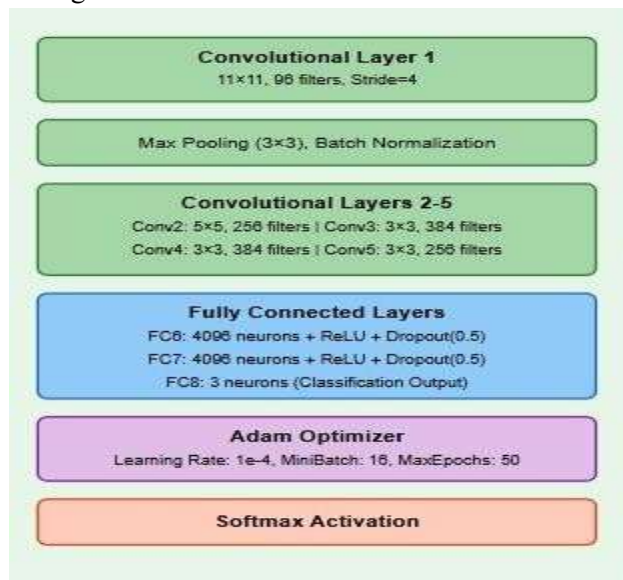 Convolutional Layer 1
11×11, 96 filters, Stride=4
Max Pooling (3×3), Batch Normalization
Convolutional Layers 2-5
Conv2: 5×5, 256 filters | Conv3: 3×3, 384 filters
Conv4: 3×3, 384 filters | Conv5: 3×3, 256 filters
Fully Connected Layers
FC6: 4096 neurons + ReLU + Dropout(0.5)
FC7: 4096 neurons + ReLU + Dropout(0.5)
FC8: 3 neurons (Classification Output)
Adam Optimizer
Learning Rate: 1e-4, MiniBatch: 16, MaxEpochs: 50
Softmax Activation